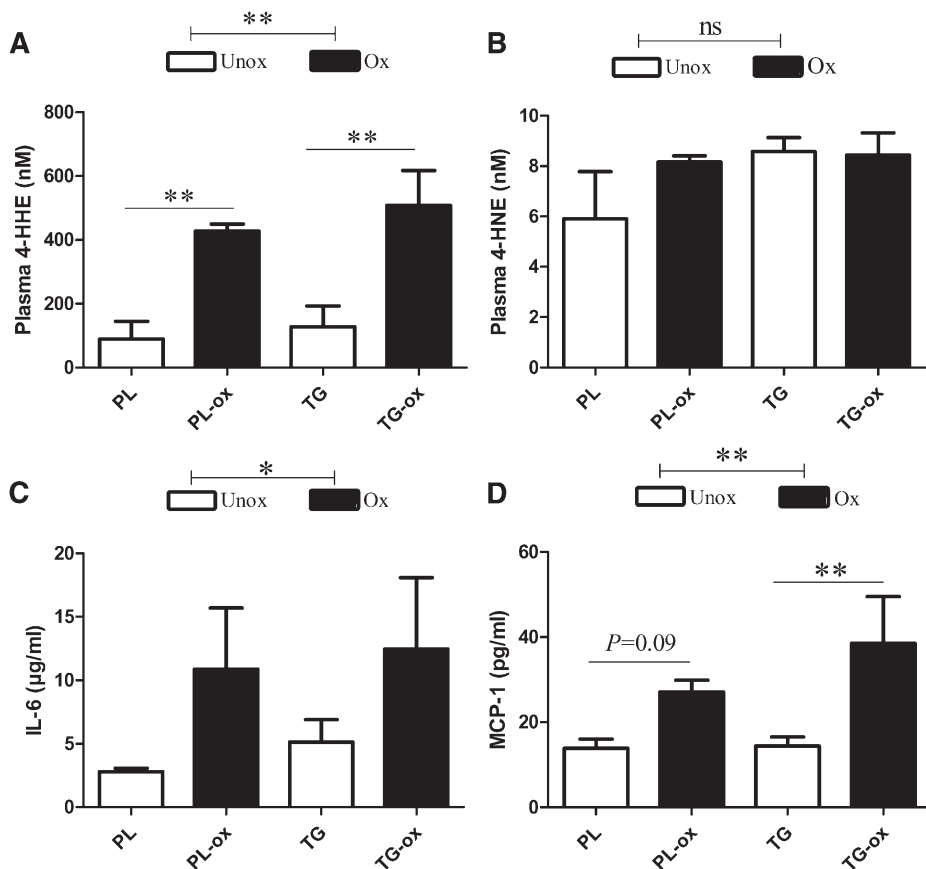 A
**
Unox
Ox
Plasma 4-HHE (nM)
800
600
400
200
0
**
**
PL
PL-ox
TG
TG-ox
B
ns
Unox
Ox
Plasma 4-HNE (nM)
10
8
6
4
2
0
PL
PL-ox
TG
TG-ox
C
*
Unox
Ox
IL-6 (μg/ml)
20
15
10
5
0
PL
PL-ox
TG
TG-ox
D
**
Unox
Ox
MCP-1 (pg/ml)
60
40
20
0
P=0.09
**
PL
PL-ox
TG
TG-ox